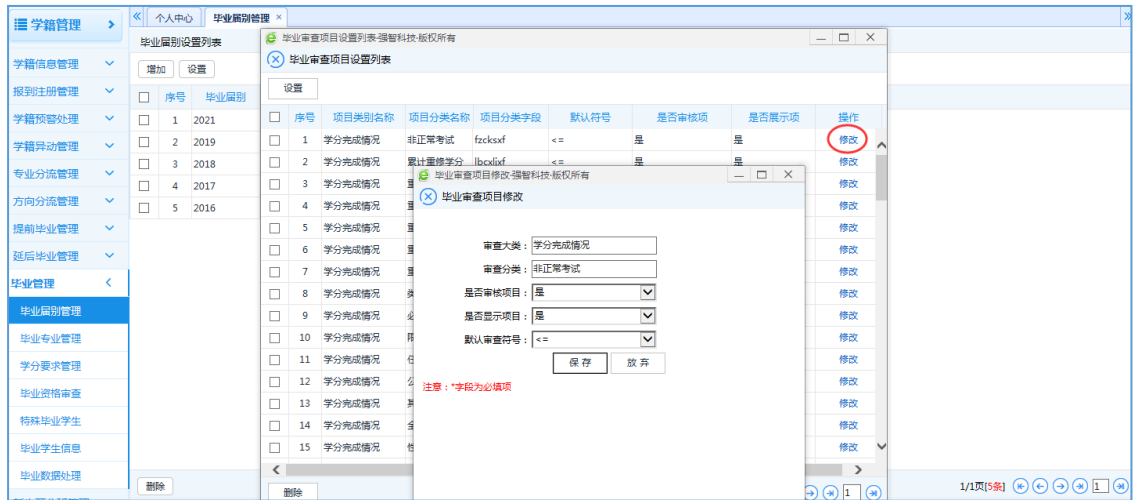 学籍管理
个人中心 毕业届别管理 ×
毕业届别设置列表
增加 设置
序号 毕业届别
1 2021
2 2019
3 2018
4 2017
5 2016
删除
1/1页[5条] 1
学籍信息管理
报到注册管理
学籍预警处理
学籍异动管理
专业分流管理
方向分流管理
提前毕业管理
延后毕业管理
毕业管理
毕业届别管理
毕业专业管理
学分要求管理
毕业资格审查
特殊毕业学生
毕业学生信息
毕业数据处理
毕业审查项目设置列表-强智科技·版权所有
毕业审查项目设置列表
设置
序号 项目类别名称 项目分类名称 项目分类字段 默认符号 是否审核项 是否展示项 操作
1 学分完成情况 非正常考试 fzcksxf <= 是 是 修改
2 学分完成情况 累计重修学分 lbcxljxf <= 是 是 修改
3 学分完成情况 修改
4 学分完成情况 修改
5 学分完成情况 修改
6 学分完成情况 修改
7 学分完成情况 修改
8 学分完成情况 修改
9 学分完成情况 修改
10 学分完成情况 修改
11 学分完成情况 修改
12 学分完成情况 修改
13 学分完成情况 修改
14 学分完成情况 修改
15 学分完成情况 修改
删除 1
毕业审查项目修改-强智科技·版权所有
毕业审查项目修改
审查大类： 学分完成情况
审查分类： 非正常考试
是否审核项目： 是
是否显示项目： 是
默认审查符号： <=
保存 放弃
注意：*字段为必填项